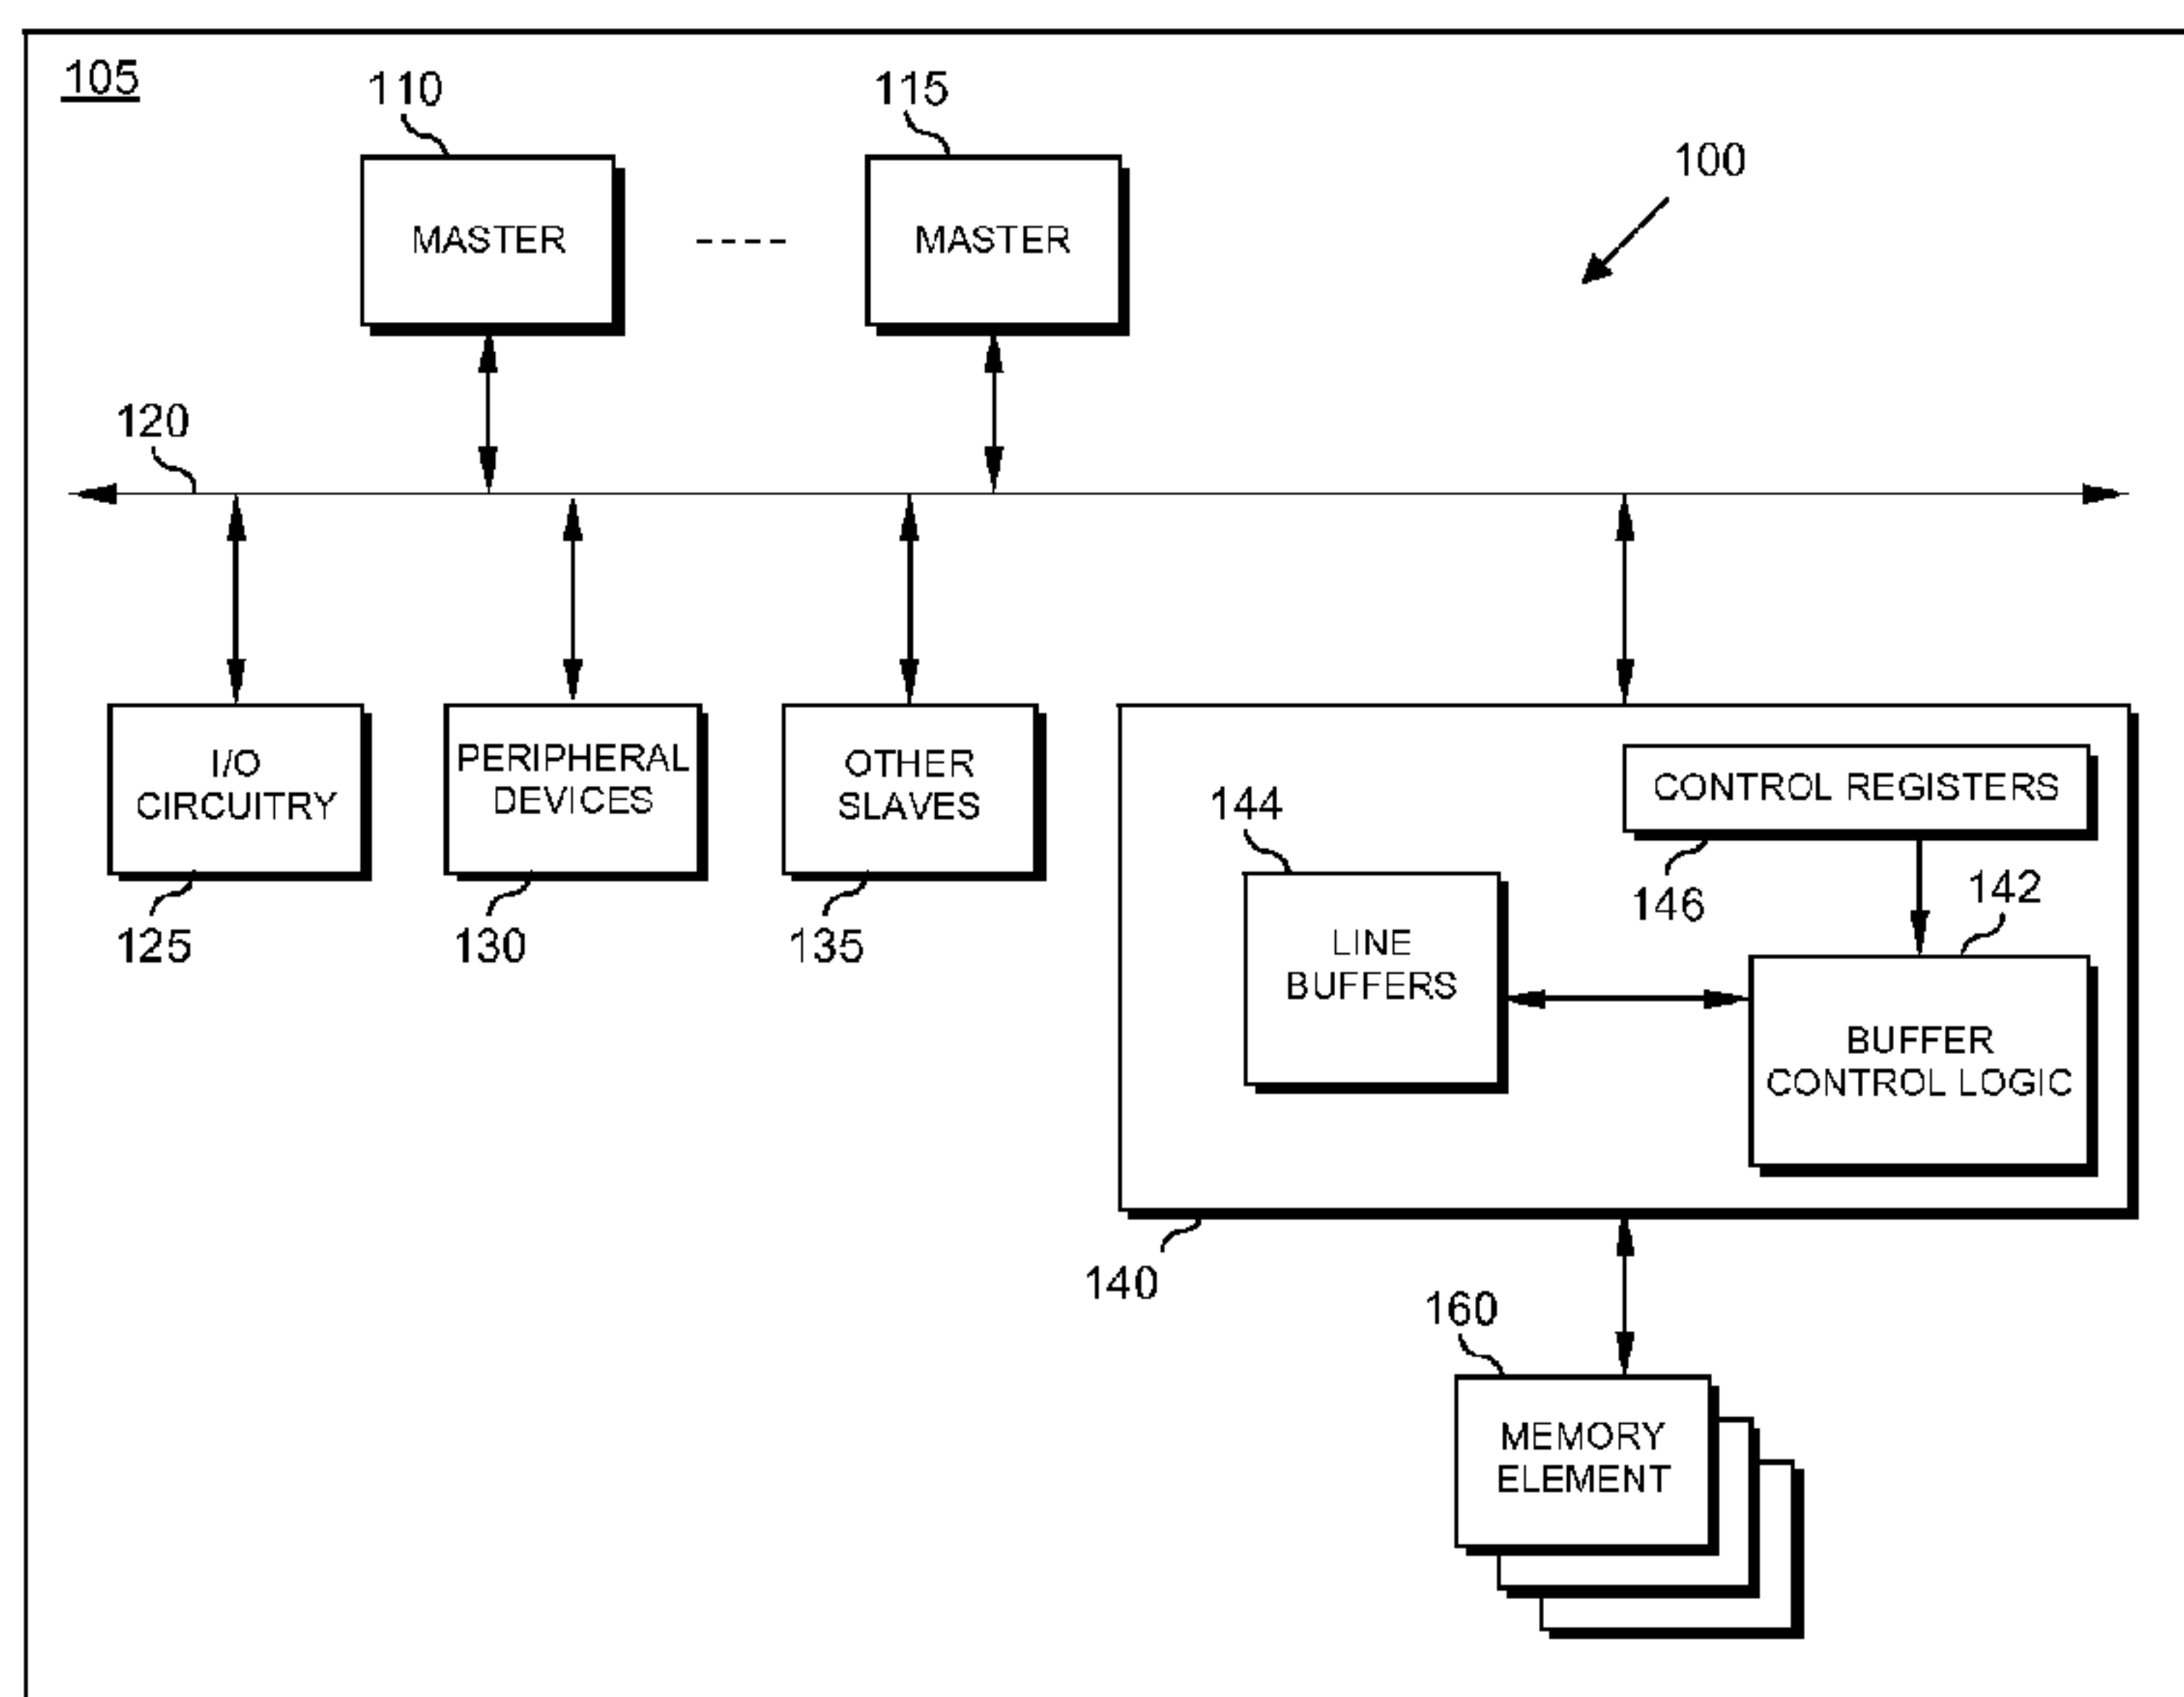 105
110
115
100
MASTER
MASTER
120
I/O
CIRCUITRY
125
PERIPHERAL
DEVICES
130
OTHER
SLAVES
135
CONTROL REGISTERS
146
144
142
LINE
BUFFERS
BUFFER
CONTROL LOGIC
140
160
MEMORY
ELEMENT